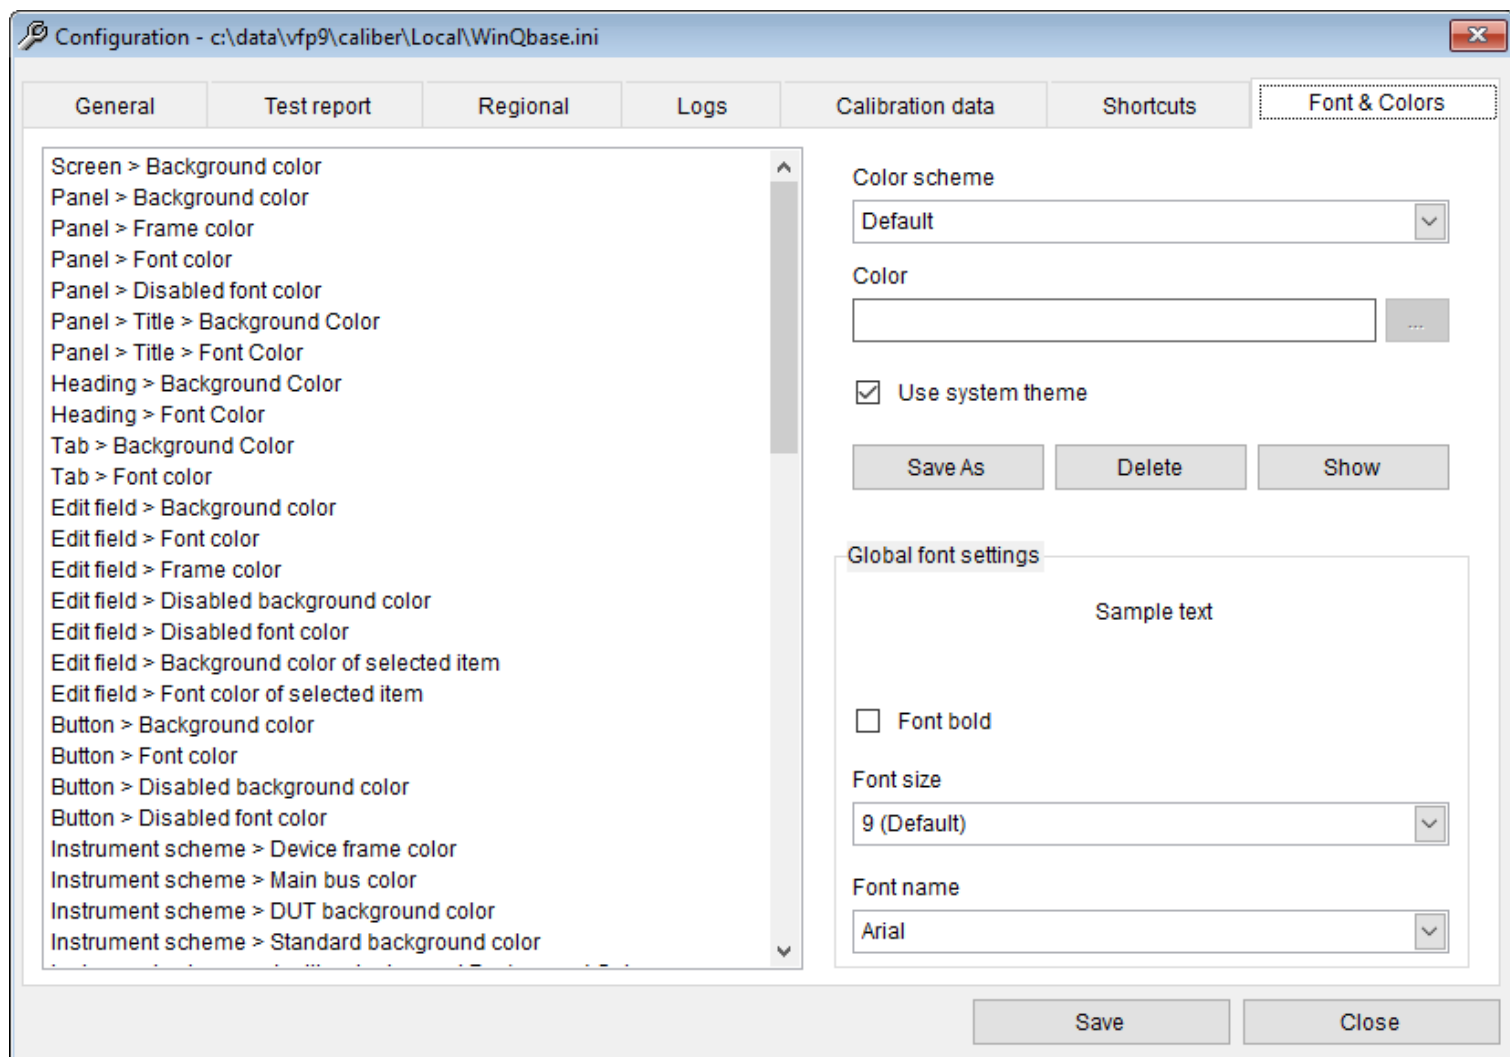 Configuration - c:\data\vfp9\caliber\Local\WinQbase.ini
General Test report Regional Logs Calibration data Shortcuts Font & Colors
Screen > Background color
Panel > Background color
Panel > Frame color
Panel > Font color
Panel > Disabled font color
Panel > Title > Background Color
Panel > Title > Font Color
Heading > Background Color
Heading > Font Color
Tab > Background Color
Tab > Font color
Edit field > Background color
Edit field > Font color
Edit field > Frame color
Edit field > Disabled background color
Edit field > Disabled font color
Edit field > Background color of selected item
Edit field > Font color of selected item
Button > Background color
Button > Font color
Button > Disabled background color
Button > Disabled font color
Instrument scheme > Device frame color
Instrument scheme > Main bus color
Instrument scheme > DUT background color
Instrument scheme > Standard background color
Color scheme
Default
Color
...
Use system theme
Save As Delete Show
Global font settings
Sample text
Font bold
Font size
9 (Default)
Font name
Arial
Save Close